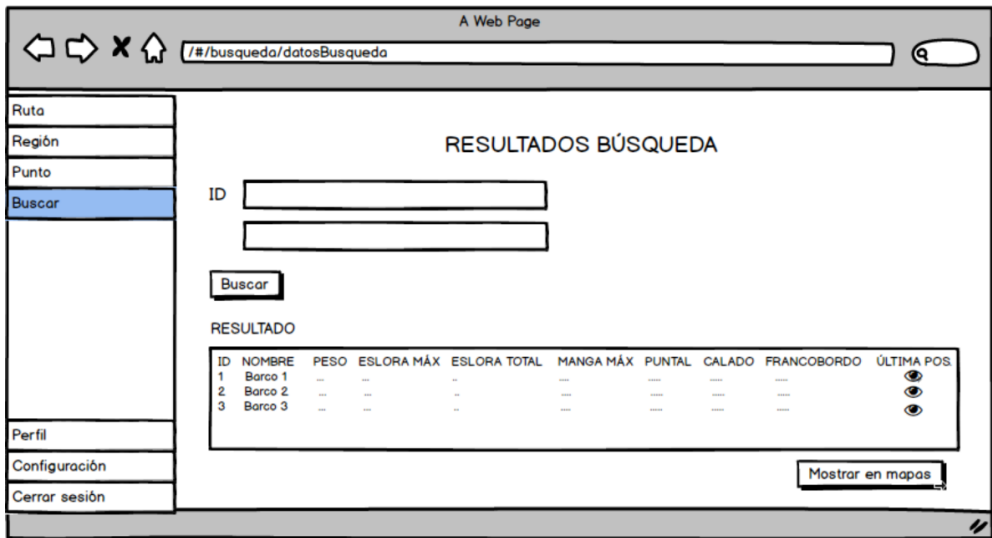 A Web Page
/#/busqueda/datosBusqueda
Ruta
Región
Punto
Buscar
Perfil
Configuración
Cerrar sesión
RESULTADOS BÚSQUEDA
ID
Buscar
RESULTADO
ID NOMBRE PESO ESLORA MÁX ESLORA TOTAL MANGA MÁX PUNTAL CALADO FRANCOBORDO ÚLTIMA POS.
1 Barco 1 ... ... .. .... ..... ..... .....
2 Barco 2 ... ... .. .... ..... ..... .....
3 Barco 3 ... ... .. .... ..... ..... .....
Mostrar en mapas